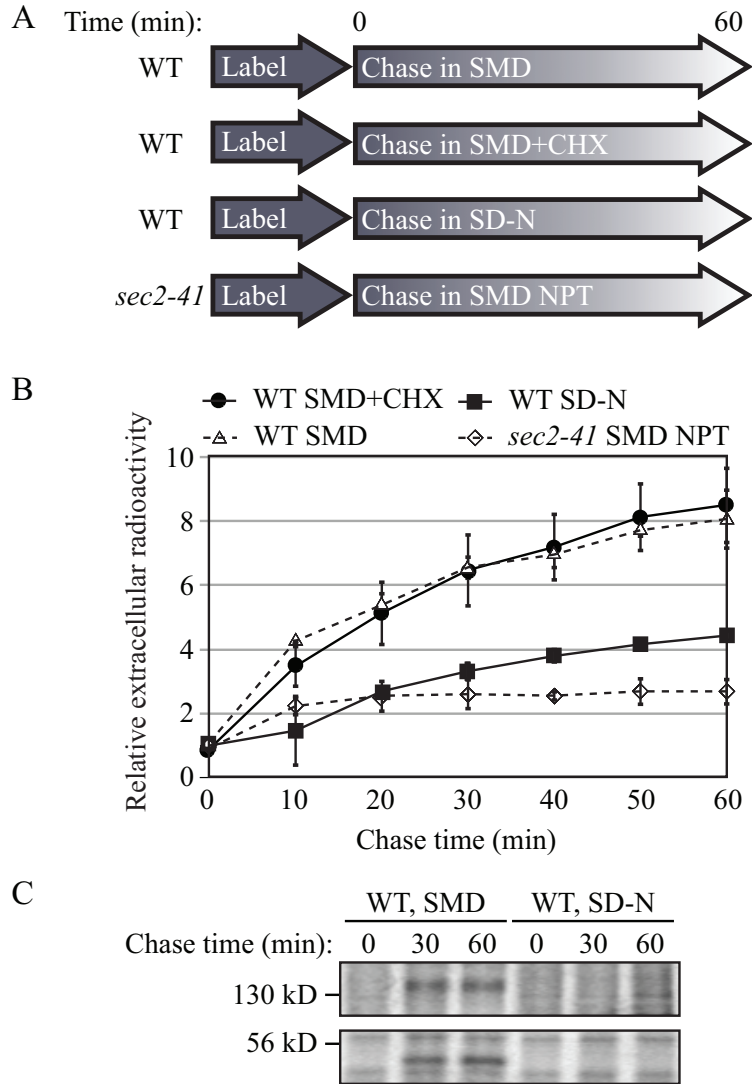 A
Time (min): 0 60
WT Label Chase in SMD
WT Label Chase in SMD+CHX
WT Label Chase in SD-N
sec2-41 Label Chase in SMD NPT
B
WT SMD+CHX WT SD-N
WT SMD sec2-41 SMD NPT
Relative extracellular radioactivity
10
8
6
4
2
0
0 10 20 30 40 50 60
Chase time (min)
C
WT, SMD WT, SD-N
Chase time (min): 0 30 60 0 30 60
130 kD
56 kD